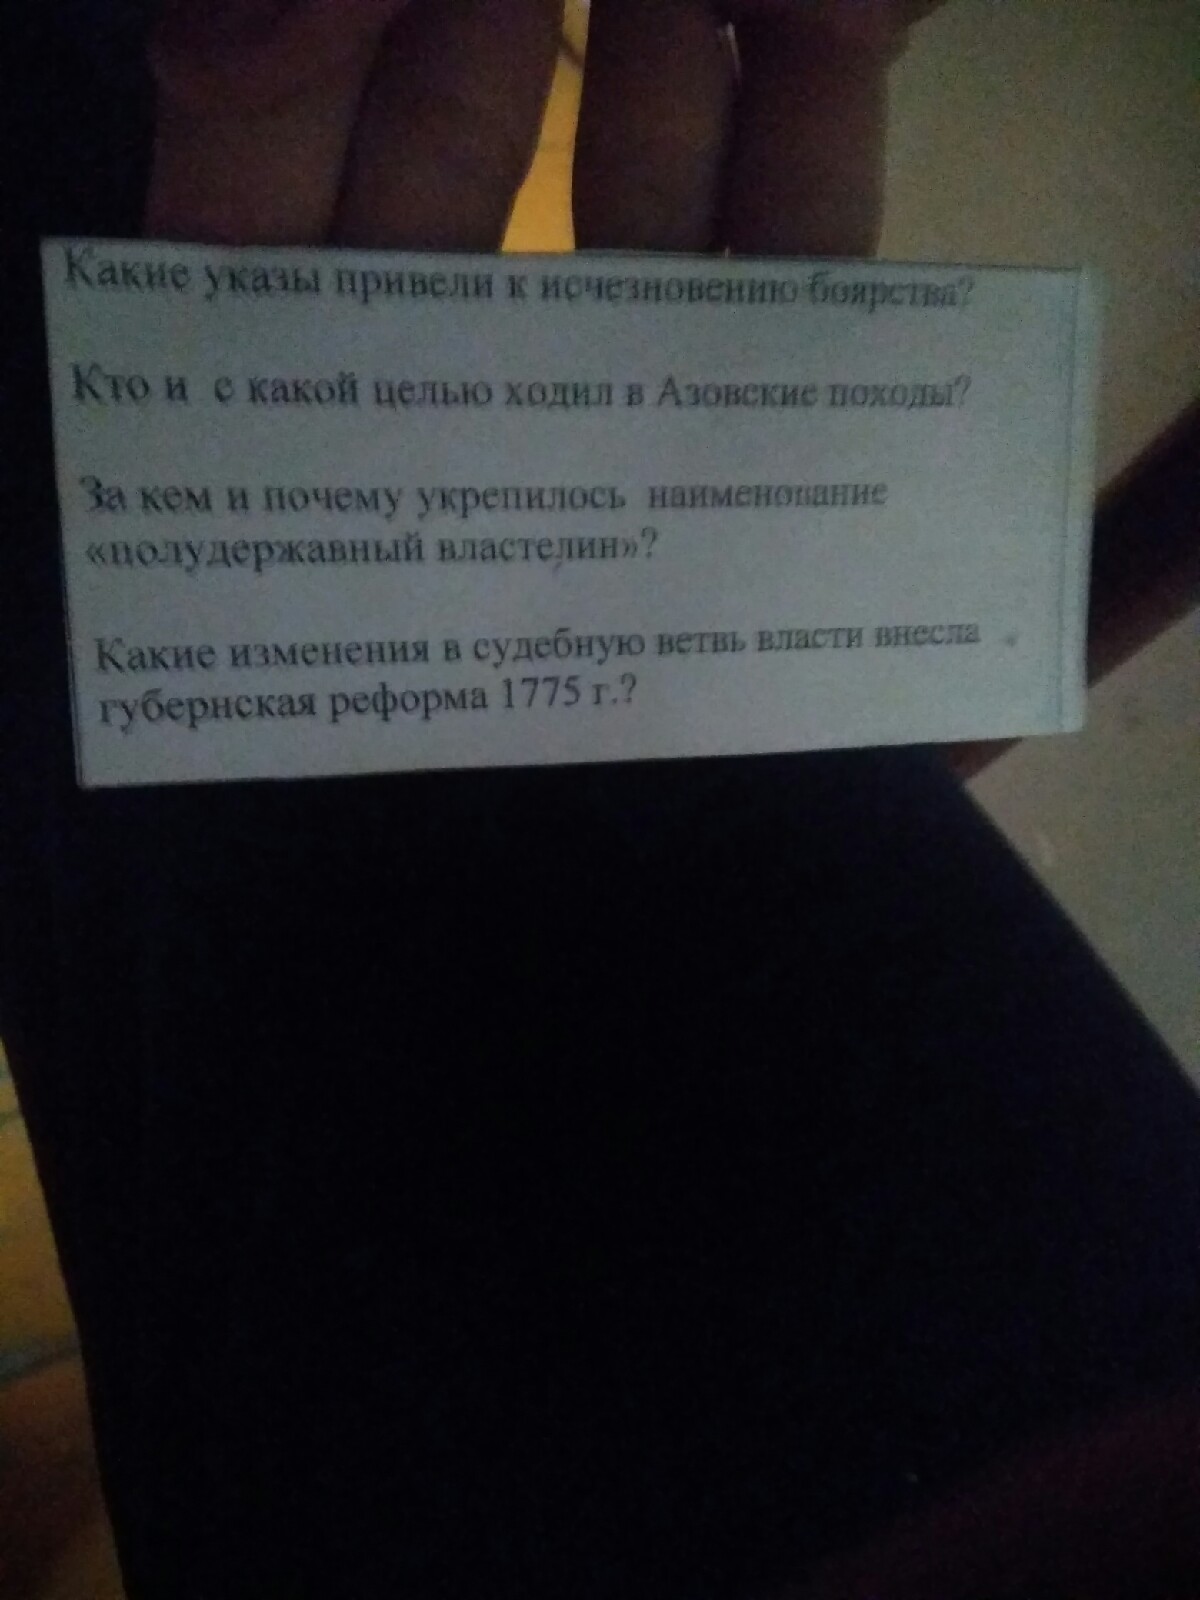 Какие указы привели к исчезновению боярства?
Кто и с какой целью ходил в Азовские походы?
За кем и почему укрепилось наименование
«полудержавный властелин»?
Какие изменения в судебную ветвь власти внесла
губернская реформа 1775 г.?